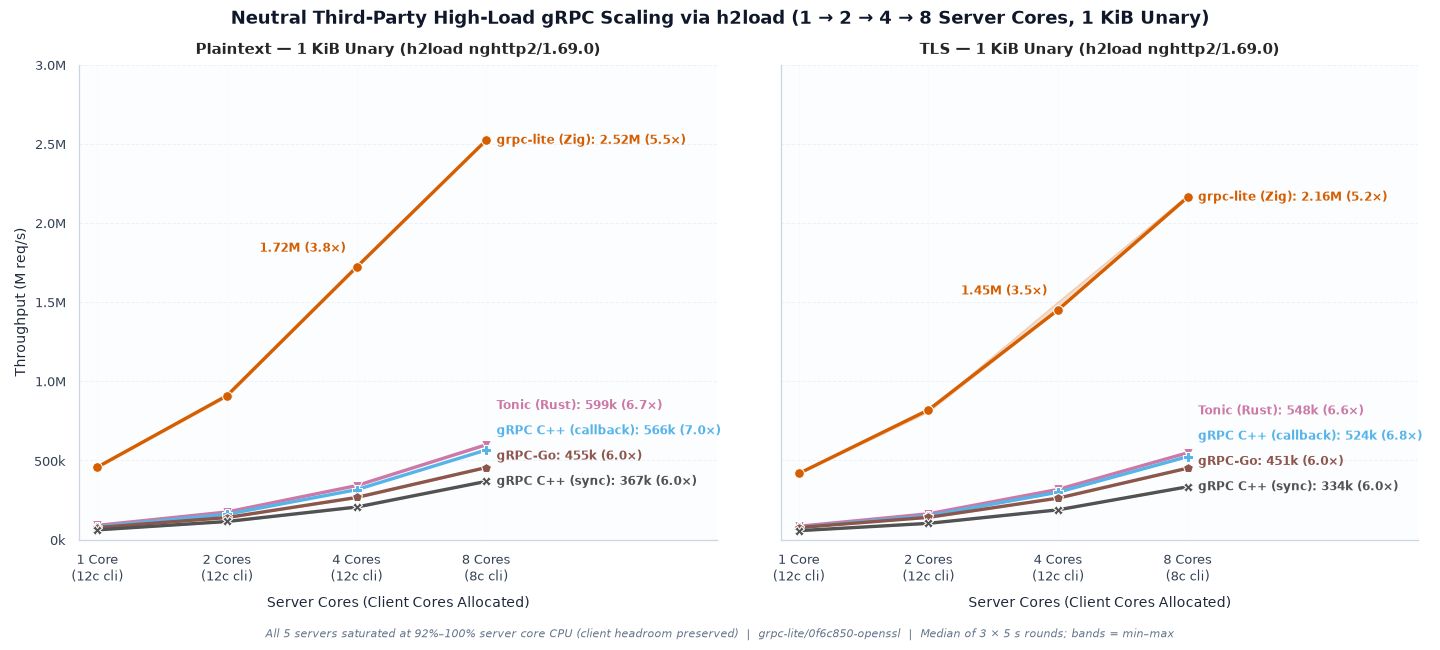 Neutral Third-Party High-Load gRPC Scaling via h2load (1 → 2 → 4 → 8 Server Cores, 1 KiB Unary)
Plaintext — 1 KiB Unary (h2load nghttp2/1.69.0)
Throughput (M req/s)
3.0M
2.5M
2.0M
1.5M
1.0M
500k
0k
grpc-lite (Zig): 2.52M (5.5×)
1.72M (3.8×)
Tonic (Rust): 599k (6.7×)
gRPC C++ (callback): 566k (7.0×)
gRPC-Go: 455k (6.0×)
gRPC C++ (sync): 367k (6.0×)
1 Core
(12c cli)
2 Cores
(12c cli)
4 Cores
(12c cli)
8 Cores
(8c cli)
Server Cores (Client Cores Allocated)
TLS — 1 KiB Unary (h2load nghttp2/1.69.0)
grpc-lite (Zig): 2.16M (5.2×)
1.45M (3.5×)
Tonic (Rust): 548k (6.6×)
gRPC C++ (callback): 524k (6.8×)
gRPC-Go: 451k (6.0×)
gRPC C++ (sync): 334k (6.0×)
1 Core
(12c cli)
2 Cores
(12c cli)
4 Cores
(12c cli)
8 Cores
(8c cli)
Server Cores (Client Cores Allocated)
All 5 servers saturated at 92%–100% server core CPU (client headroom preserved) | grpc-lite/0f6c850-openssl | Median of 3 × 5 s rounds; bands = min–max